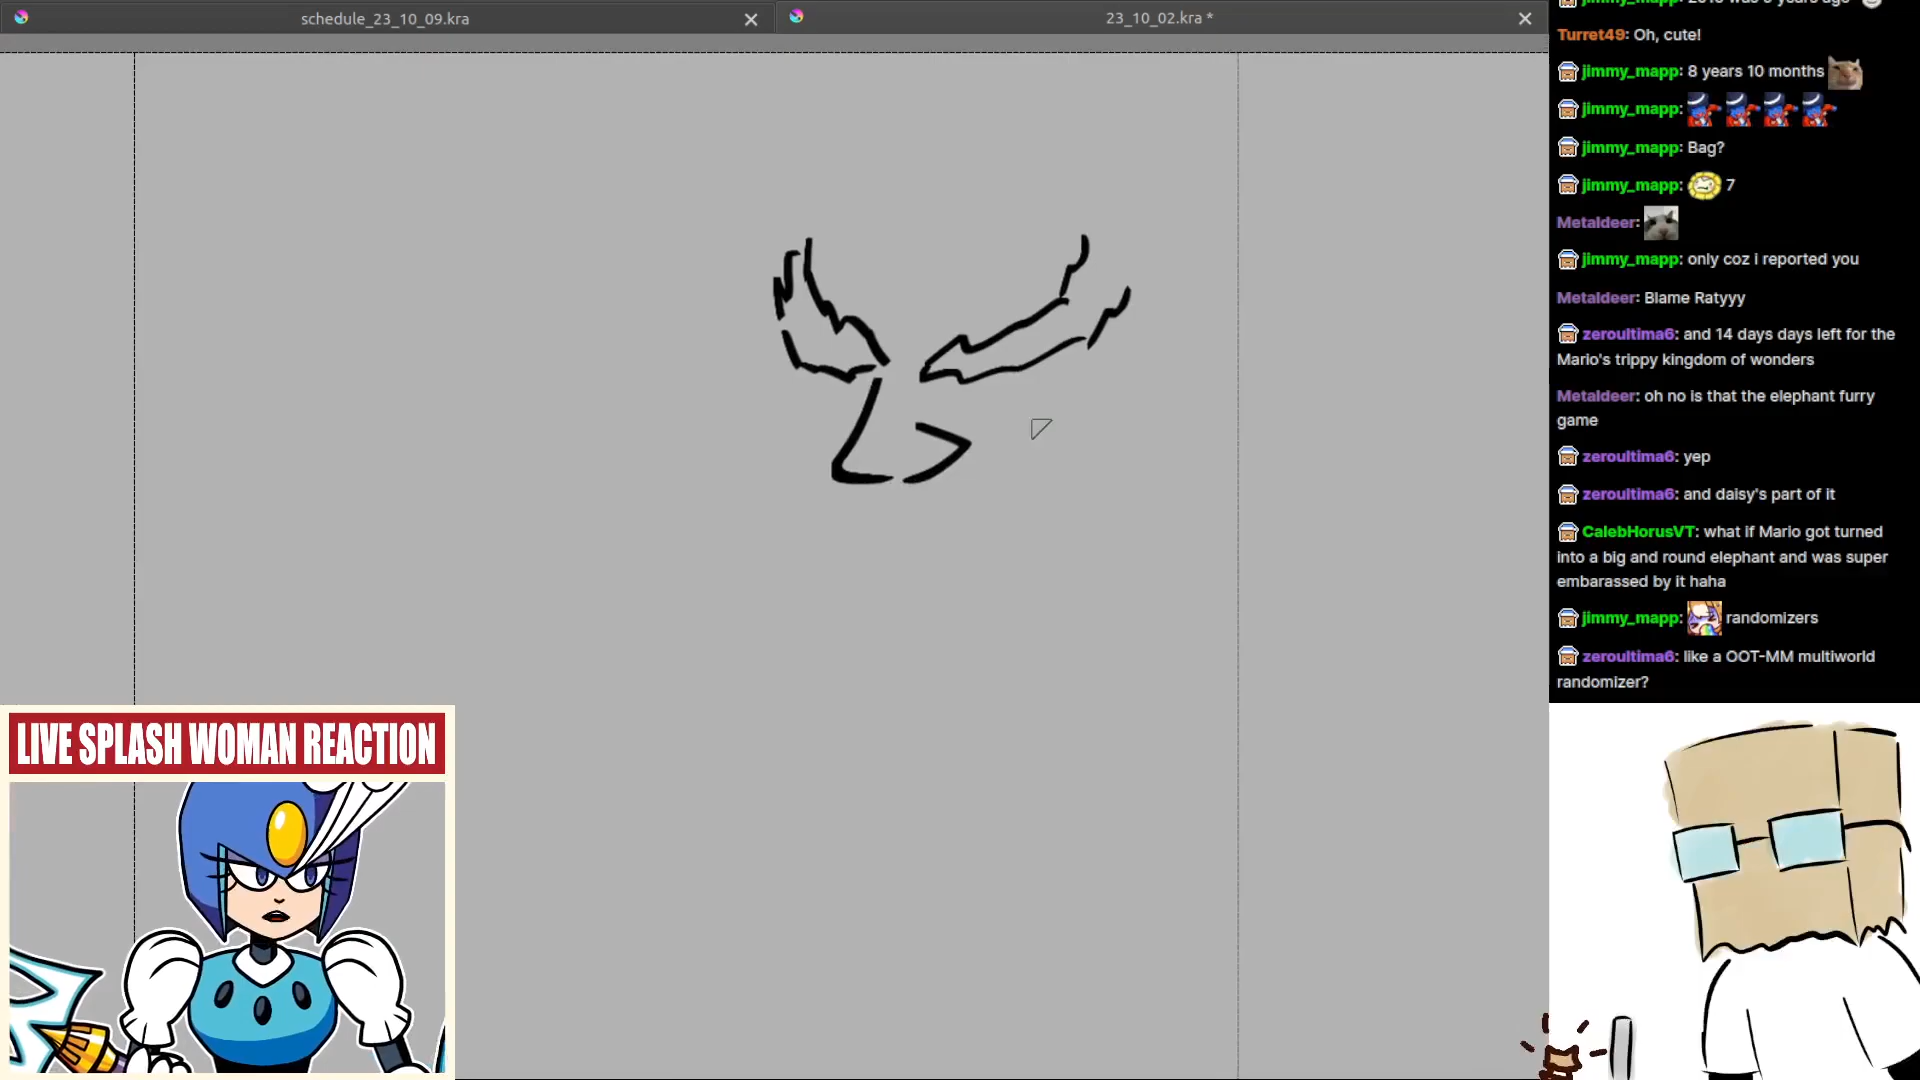 schedule_23_10_09.kra
23_10_02.kra *
Turret49: Oh, cute!
jimmy_mapp: 8 years 10 months
jimmy_mapp:
jimmy_mapp: Bag?
jimmy_mapp: 7
Metaldeer:
jimmy_mapp: only coz i reported you
Metaldeer: Blame Ratyyy
zeroultima6: and 14 days days left for the
Mario's trippy kingdom of wonders
Metaldeer: oh no is that the elephant furry
game
zeroultima6: yep
zeroultima6: and daisy's part of it
CalebHorusVT: what if Mario got turned
into a big and round elephant and was super
embarassed by it haha
jimmy_mapp: randomizers
zeroultima6: like a OOT-MM multiworld
randomizer?
LIVE SPLASH WOMAN REACTION